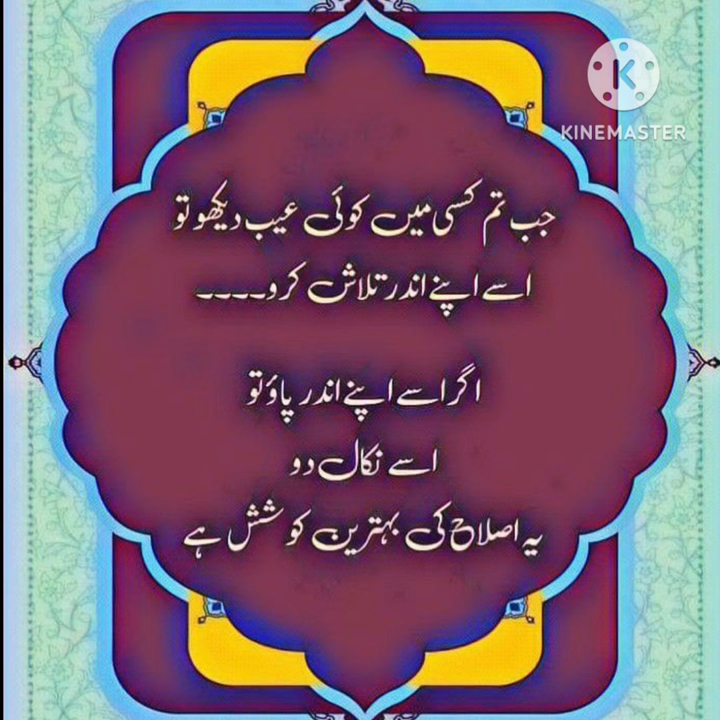 KINEMASTER
جب تم کسی میں کوئی عیب دیکھو تو
اسے اپنے اندر تلاش کرو۔۔۔۔
اگر اسے اپنے اندر پاؤ تو
اسے نکال دو
یہ اصلاح کی بہترین کوشش ہے